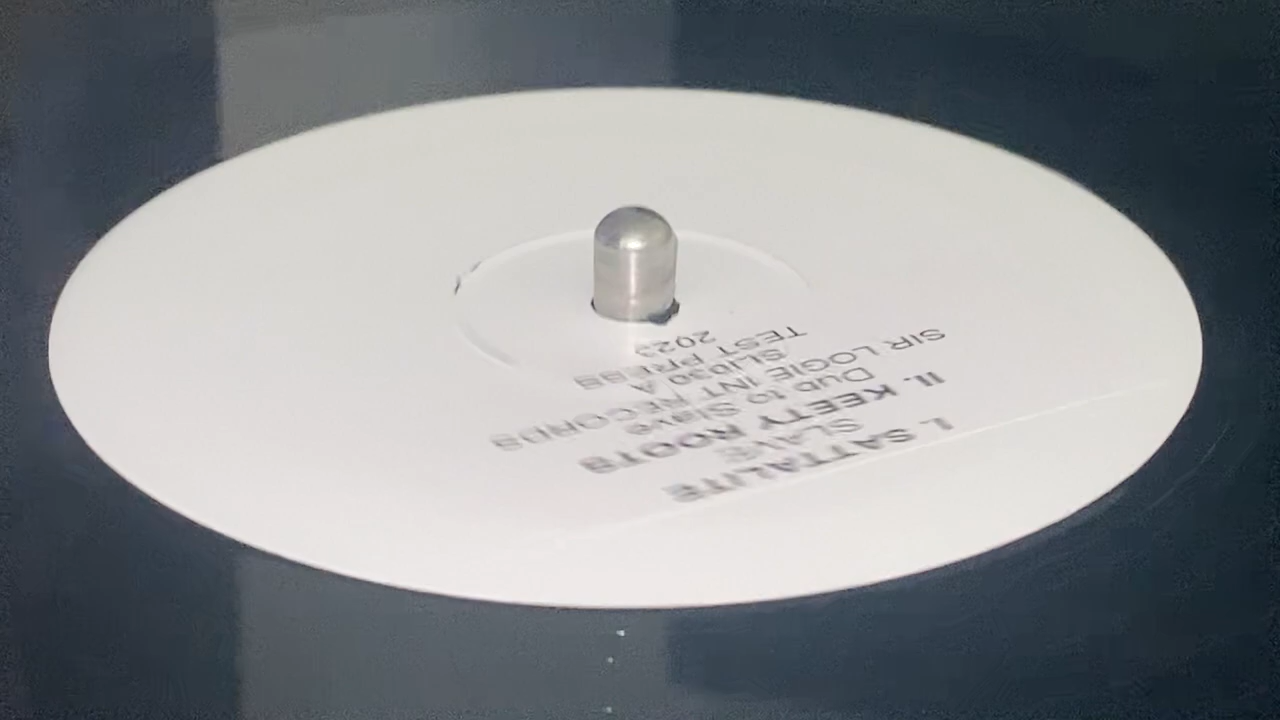 I. SATTALITE
SLAVE
II. KEETY ROOTS
Dub to Slave
SIR LOGIE INT RECORDS
SLI030 A
TEST PRESS
2023